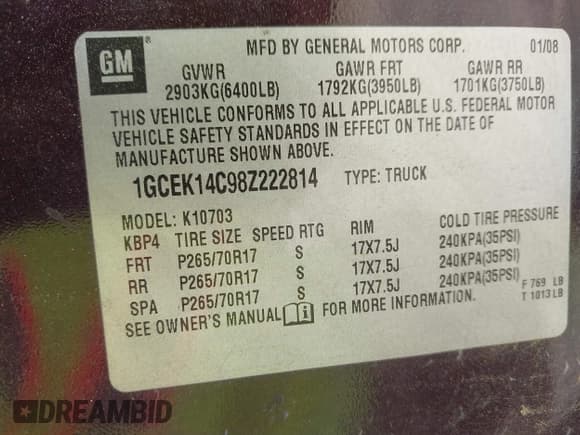 GM ®
MFD BY GENERAL MOTORS CORP. 01/08
GVWR GAWR FRT GAWR RR
2903KG(6400LB) 1792KG(3950LB) 1701KG(3750LB)
THIS VEHICLE CONFORMS TO ALL APPLICABLE U.S. FEDERAL MOTOR
VEHICLE SAFETY STANDARDS IN EFFECT ON THE DATE OF
MANUFACTURE SHOWN ABOVE.
1GCEK14C98Z222814 TYPE: TRUCK
MODEL: K10703
KBP4 TIRE SIZE SPEED RTG RIM COLD TIRE PRESSURE
FRT P265/70R17 S 17X7.5J 240KPA(35PSI)
RR P265/70R17 S 17X7.5J 240KPA(35PSI)
SPA P265/70R17 S 17X7.5J 240KPA(35PSI)
SEE OWNER'S MANUAL i FOR MORE INFORMATION.
F 769 LB
T 1013 LB
DREAMBID